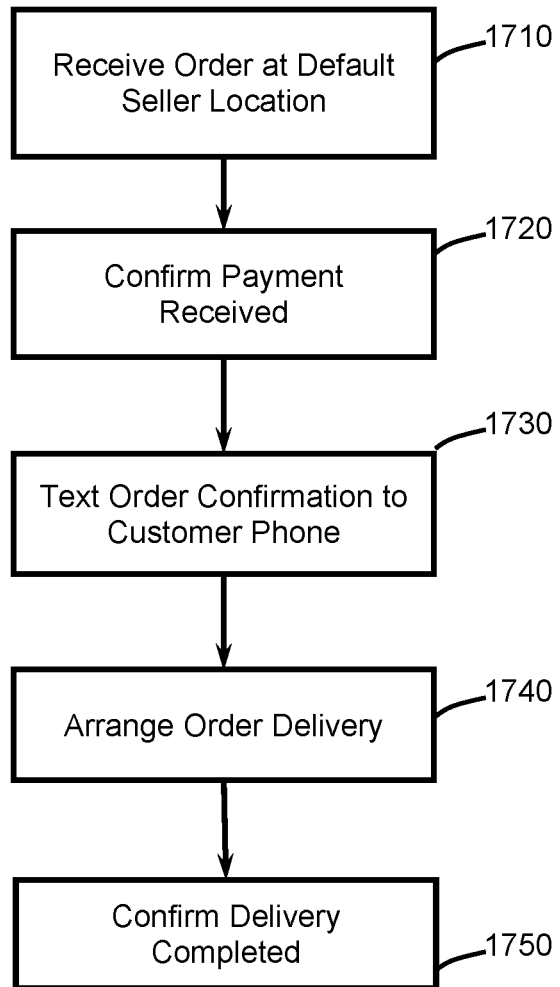 Receive Order at Default
Seller Location
1710
Confirm Payment
Received
1720
Text Order Confirmation to
Customer Phone
1730
Arrange Order Delivery
1740
Confirm Delivery
Completed
1750